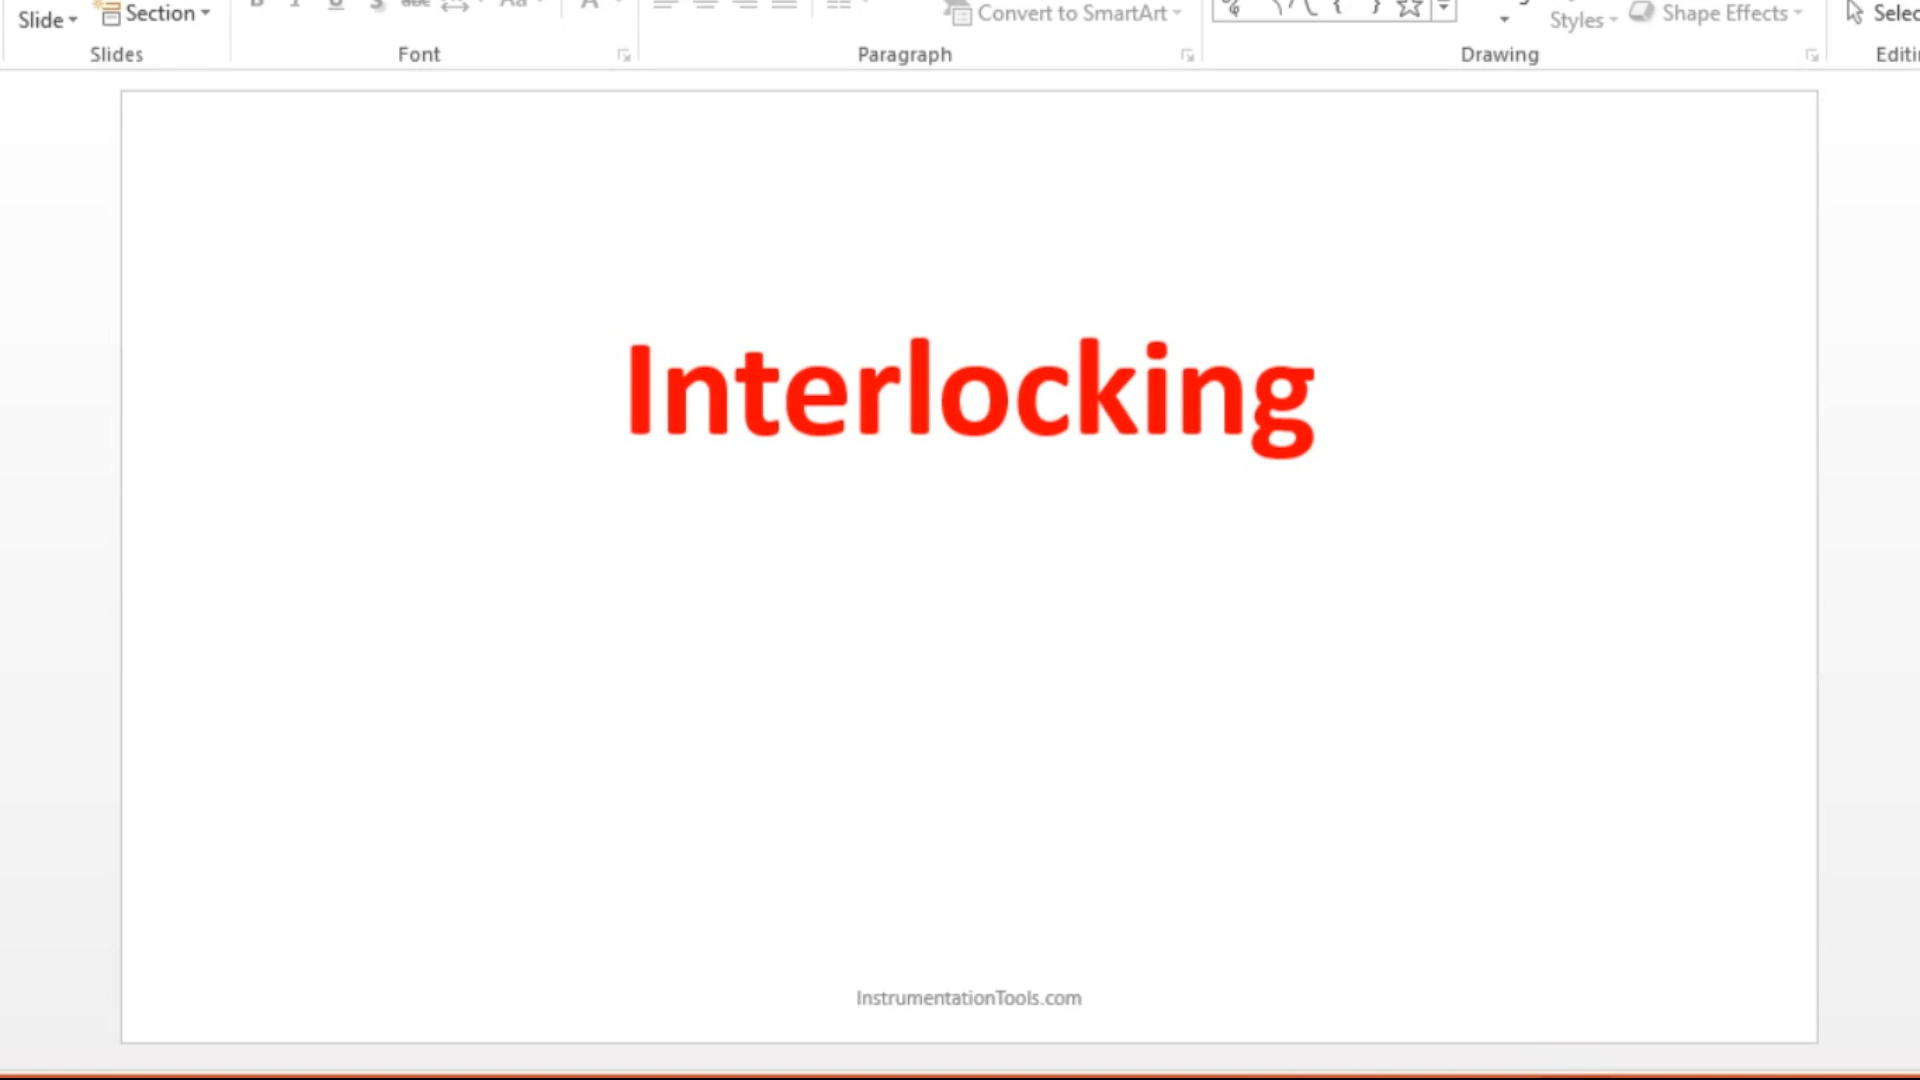 Slide
Section
Convert to SmartArt
Styles
Shape Effects
Slides
Font
Paragraph
Drawing
Interlocking
InstrumentationTools.com